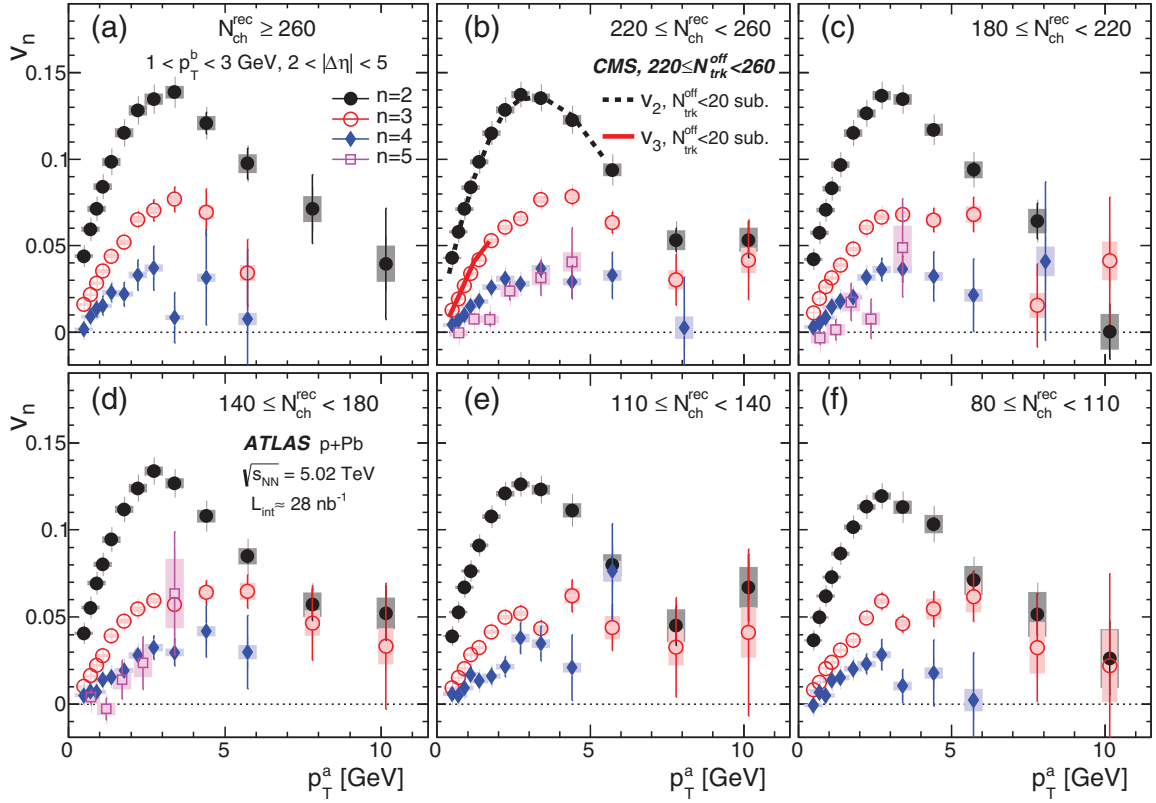 (a) N_ch^rec ≥ 260
1 < p_T^b < 3 GeV, 2 < |Δη| < 5
n=2
n=3
n=4
n=5
v_n
0.15
0.1
0.05
0
(b) 220 ≤ N_ch^rec < 260
CMS, 220≤N_trk^off<260
v_2, N_trk^off<20 sub.
v_3, N_trk^off<20 sub.
(c) 180 ≤ N_ch^rec < 220
(d) 140 ≤ N_ch^rec < 180
ATLAS p+Pb
√s_NN = 5.02 TeV
L_int ≈ 28 nb^-1
v_n
0.15
0.1
0.05
0
0 5 10
p_T^a [GeV]
(e) 110 ≤ N_ch^rec < 140
0 5 10
p_T^a [GeV]
(f) 80 ≤ N_ch^rec < 110
0 5 10
p_T^a [GeV]